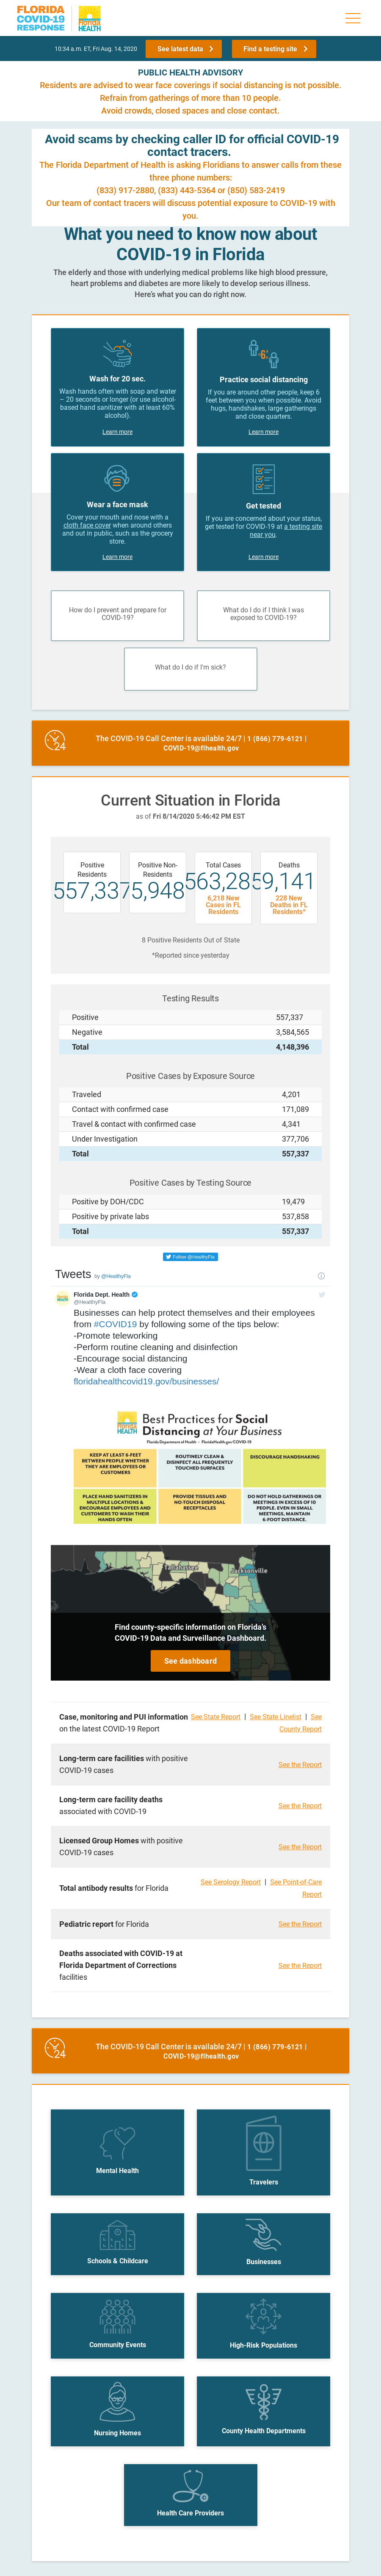 FLORIDA
COVID-19
RESPONSE
Florida
HEALTH
10:34 a.m. ET, Fri Aug. 14, 2020
See latest data
Find a testing site
PUBLIC HEALTH ADVISORY
Residents are advised to wear face coverings if social distancing is not possible.
Refrain from gatherings of more than 10 people.
Avoid crowds, closed spaces and close contact.
Avoid scams by checking caller ID for official COVID-19
contact tracers.
The Florida Department of Health is asking Floridians to answer calls from these
three phone numbers:
(833) 917-2880, (833) 443-5364 or (850) 583-2419
Our team of contact tracers will discuss potential exposure to COVID-19 with
you.
What you need to know now about
COVID-19 in Florida
The elderly and those with underlying medical problems like high blood pressure,
heart problems and diabetes are more likely to develop serious illness.
Here's what you can do right now.
Wash for 20 sec.
Wash hands often with soap and water
– 20 seconds or longer (or use alcohol-
based hand sanitizer with at least 60%
alcohol).
Learn more
6'
Practice social distancing
If you are around other people, keep 6
feet between you when possible. Avoid
hugs, handshakes, large gatherings
and close quarters.
Learn more
Wear a face mask
Cover your mouth and nose with a
cloth face cover when around others
and out in public, such as the grocery
store.
Learn more
Get tested
If you are concerned about your status,
get tested for COVID-19 at a testing site
near you.
Learn more
How do I prevent and prepare for
COVID-19?
What do I do if I think I was
exposed to COVID-19?
What do I do if I'm sick?
24
The COVID-19 Call Center is available 24/7 | 1 (866) 779-6121 |
COVID-19@flhealth.gov
Current Situation in Florida
as of Fri 8/14/2020 5:46:42 PM EST
Positive
Residents
557,337
Positive Non-
Residents
5,948
Total Cases
563,285
6,218 New
Cases in FL
Residents
Deaths
9,141
228 New
Deaths in FL
Residents*
8 Positive Residents Out of State
*Reported since yesterday
Testing Results
Positive 557,337
Negative 3,584,565
Total 4,148,396
Positive Cases by Exposure Source
Traveled 4,201
Contact with confirmed case 171,089
Travel & contact with confirmed case 4,341
Under Investigation 377,706
Total 557,337
Positive Cases by Testing Source
Positive by DOH/CDC 19,479
Positive by private labs 537,858
Total 557,337
Follow @HealthyFla
Tweets by @HealthyFla
Florida Dept. Health
@HealthyFla
Businesses can help protect themselves and their employees
from #COVID19 by following some of the tips below:
-Promote teleworking
-Perform routine cleaning and disinfection
-Encourage social distancing
-Wear a cloth face covering
floridahealthcovid19.gov/businesses/
Florida
HEALTH
Best Practices for Social
Distancing at Your Business
Florida Department of Health | FloridaHealth.gov/COVID-19
KEEP AT LEAST 6-FEET
BETWEEN PEOPLE WHETHER
THEY ARE EMPLOYEES OR
CUSTOMERS
ROUTINELY CLEAN &
DISINFECT ALL FREQUENTLY
TOUCHED SURFACES
DISCOURAGE HANDSHAKING
PLACE HAND SANITIZERS IN
MULTIPLE LOCATIONS &
ENCOURAGE EMPLOYEES AND
CUSTOMERS TO WASH THEIR
HANDS OFTEN
PROVIDE TISSUES AND
NO-TOUCH DISPOSAL
RECEPTACLES
DO NOT HOLD GATHERINGS OR
MEETINGS IN EXCESS OF 10
PEOPLE. EVEN IN SMALL
MEETINGS, MAINTAIN
6-FOOT DISTANCE.
Tallahassee
Jacksonville
Find county-specific information on Florida's
COVID-19 Data and Surveillance Dashboard.
See dashboard
Case, monitoring and PUI information
on the latest COVID-19 Report
See State Report | See State Linelist | See
County Report
Long-term care facilities with positive
COVID-19 cases
See the Report
Long-term care facility deaths
associated with COVID-19
See the Report
Licensed Group Homes with positive
COVID-19 cases
See the Report
Total antibody results for Florida
See Serology Report | See Point-of-Care
Report
Pediatric report for Florida
See the Report
Deaths associated with COVID-19 at
Florida Department of Corrections
facilities
See the Report
24
The COVID-19 Call Center is available 24/7 | 1 (866) 779-6121 |
COVID-19@flhealth.gov
Mental Health
Travelers
Schools & Childcare
Businesses
Community Events
High-Risk Populations
Nursing Homes
County Health Departments
Health Care Providers